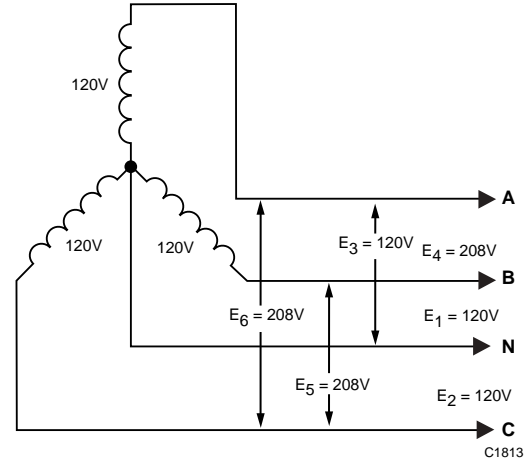 120V
A
E3 = 120V
E4 = 208V
120V
120V
B
E6 = 208V
E1 = 120V
N
E5 = 208V
E2 = 120V
C
C1813